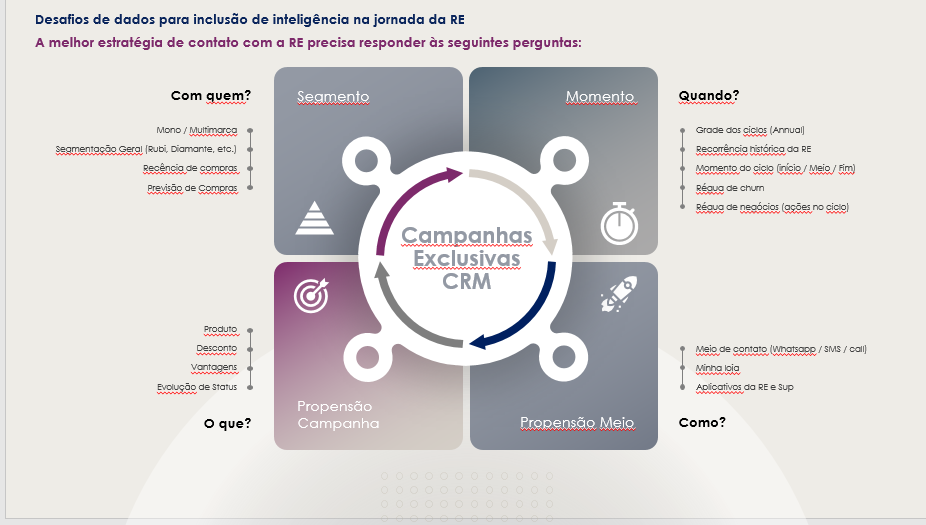 Desafios de dados para inclusão de inteligência na jornada da RE
A melhor estratégia de contato com a RE precisa responder às seguintes perguntas:
Com quem?
Mono / Multimarca
Segmentação Geral (Rubi, Diamante, etc.)
Recência de compras
Previsão de Compras
Segmento
Momento
Quando?
Grade dos ciclos (Annual)
Recorrência histórica da RE
Momento do ciclo (início / Meio / Fim)
Régua de churn
Régua de negócios (ações no ciclo)
Campanhas
Exclusivas
CRM
Produto
Desconto
Vantagens
Evolução de Status
O que?
Propensão
Campanha
Propensão Meio
Meio de contato (Whatsapp / SMS / call)
Minha loja
Aplicativos da RE e Sup
Como?